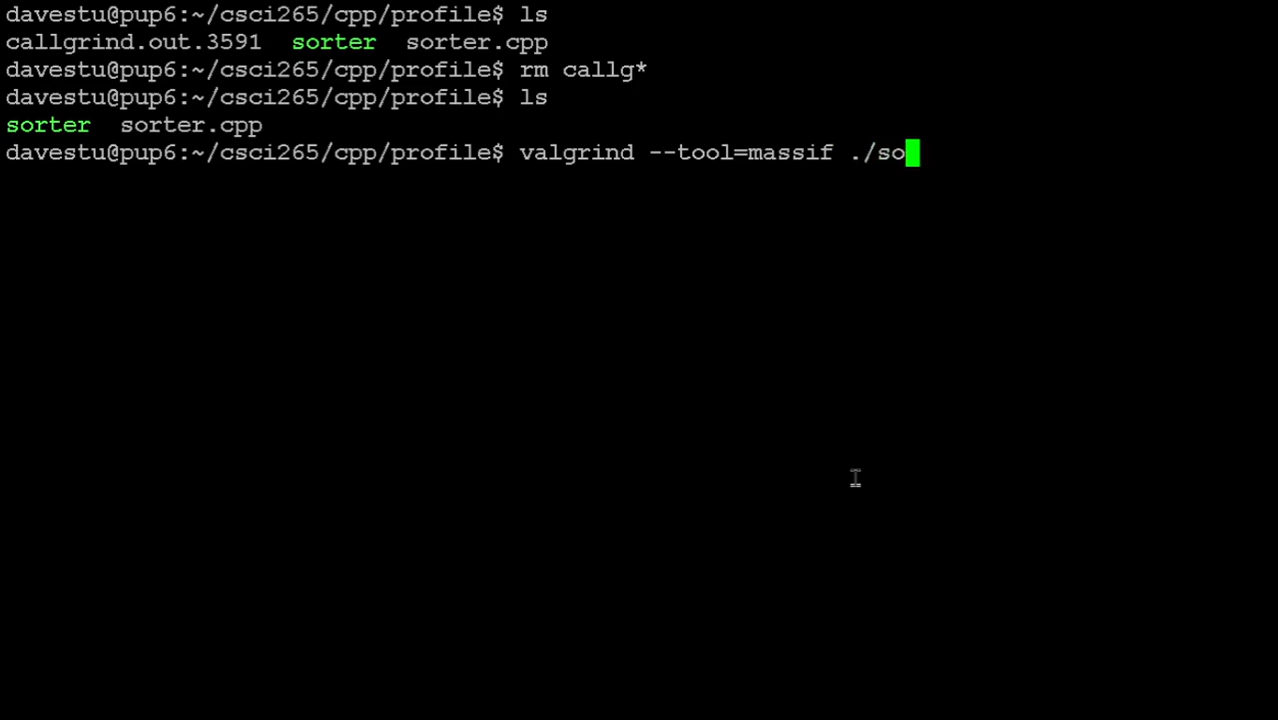 davestu@pup6:~/csci265/cpp/profile$ ls
callgrind.out.3591  sorter  sorter.cpp
davestu@pup6:~/csci265/cpp/profile$ rm callg*
davestu@pup6:~/csci265/cpp/profile$ ls
sorter  sorter.cpp
davestu@pup6:~/csci265/cpp/profile$ valgrind --tool=massif ./so